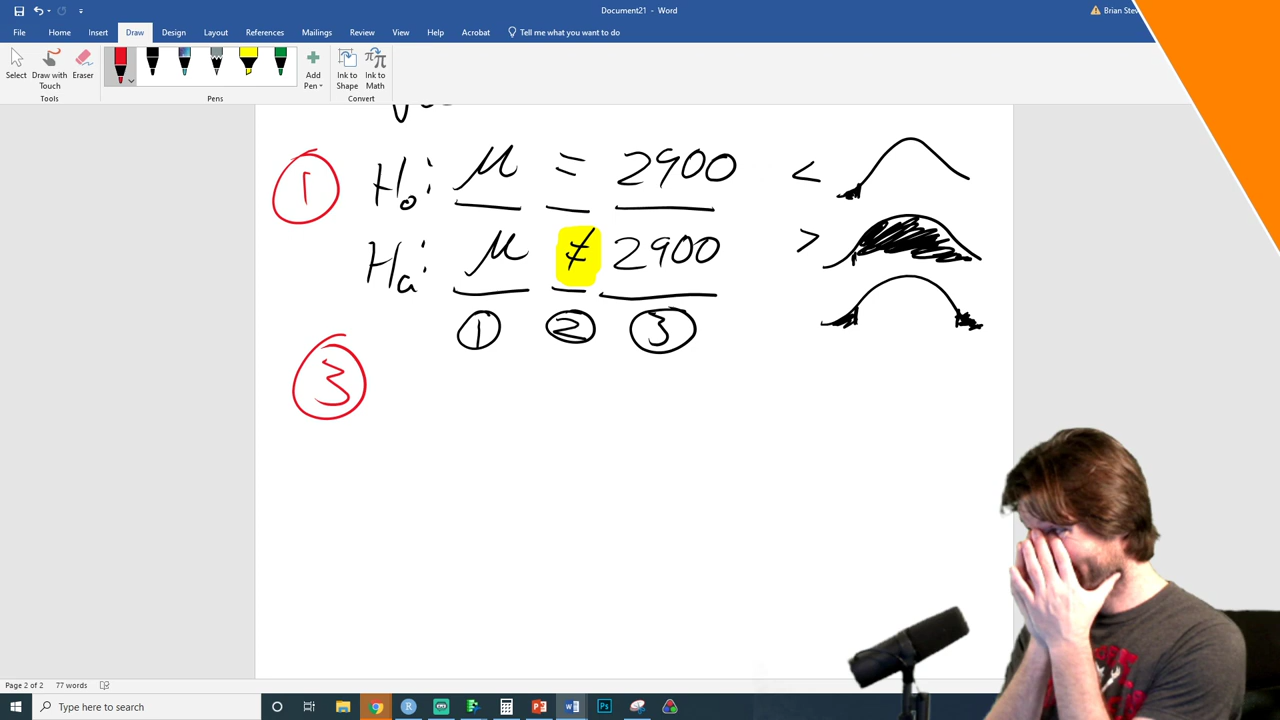 Document21 - Word
Brian Stev
File Home Insert Draw Design Layout References Mailings Review View Help Acrobat Tell me what you want to do
Select Draw with Touch Eraser Add Pen Ink to Shape Ink to Math
Tools Pens Convert
① H₀: μ = 2900 <
Hₐ: μ ≠ 2900 >
① ② ③
③
Page 2 of 2 77 words
Type here to search